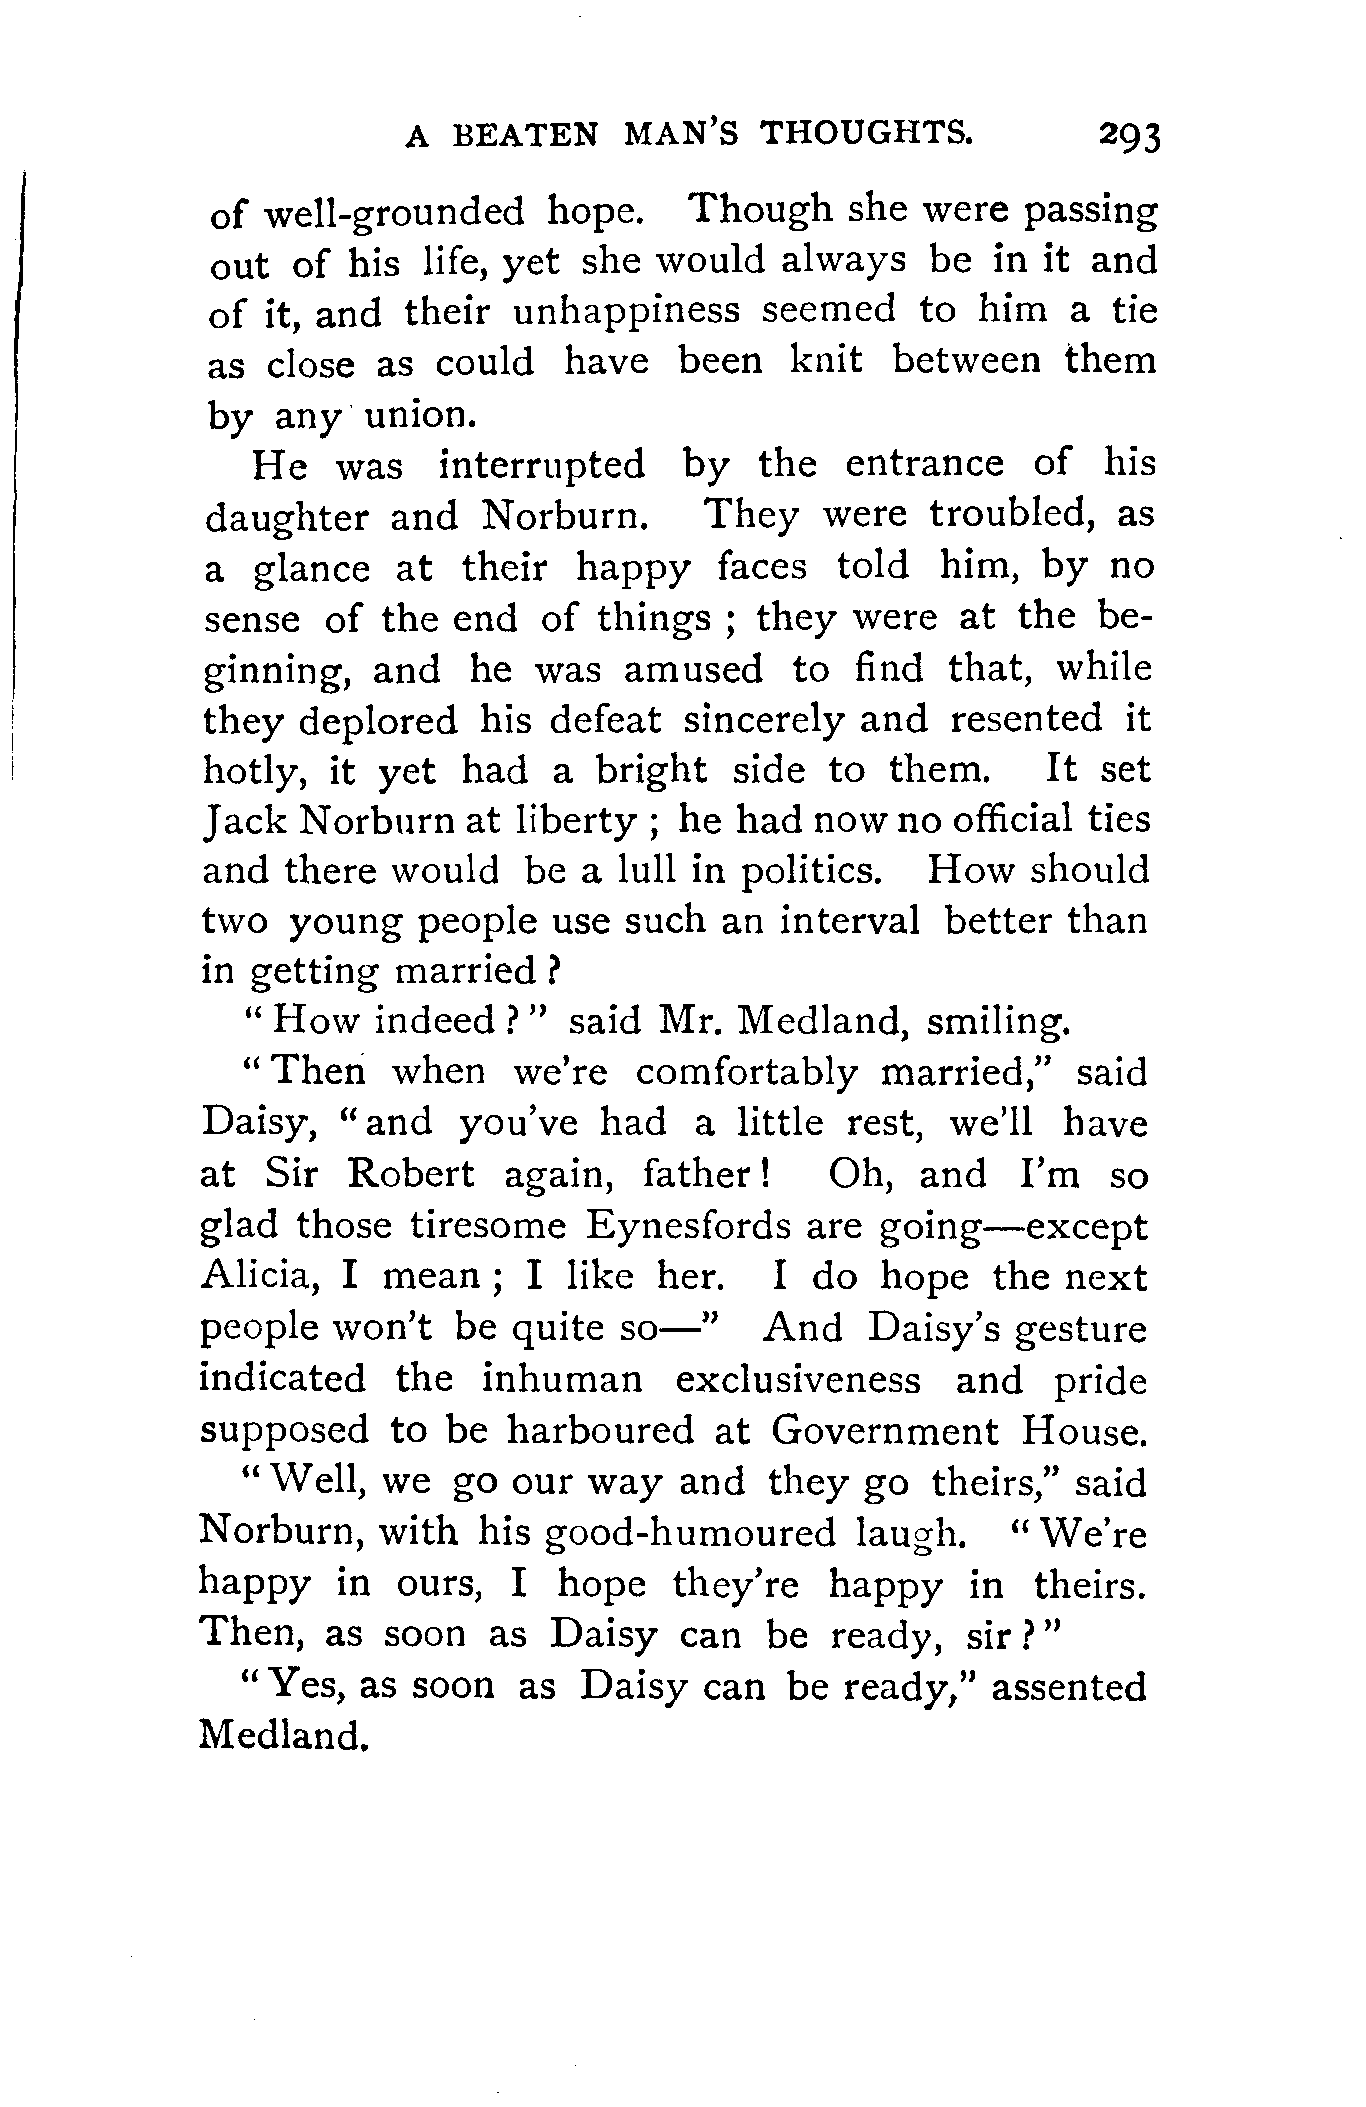 A BEATEN MAN'S THOUGHTS. 293
of well-grounded hope. Though she were passing
out of his life, yet she would always be in it and
of it, and their unhappiness seemed to him a tie
as close as could have been knit between them
by any union.
He was interrupted by the entrance of his
daughter and Norburn. They were troubled, as
a glance at their happy faces told him, by no
sense of the end of things ; they were at the be-
ginning, and he was amused to find that, while
they deplored his defeat sincerely and resented it
hotly, it yet had a bright side to them. It set
Jack Norburn at liberty ; he had now no official ties
and there would be a lull in politics. How should
two young people use such an interval better than
in getting married ?
“ How indeed ? ” said Mr. Medland, smiling.
“ Then when we're comfortably married,” said
Daisy, “ and you've had a little rest, we'll have
at Sir Robert again, father ! Oh, and I'm so
glad those tiresome Eynesfords are going—except
Alicia, I mean ; I like her. I do hope the next
people won't be quite so—” And Daisy's gesture
indicated the inhuman exclusiveness and pride
supposed to be harboured at Government House.
“ Well, we go our way and they go theirs,” said
Norburn, with his good-humoured laugh. “ We're
happy in ours, I hope they're happy in theirs.
Then, as soon as Daisy can be ready, sir ? ”
“ Yes, as soon as Daisy can be ready,” assented
Medland.